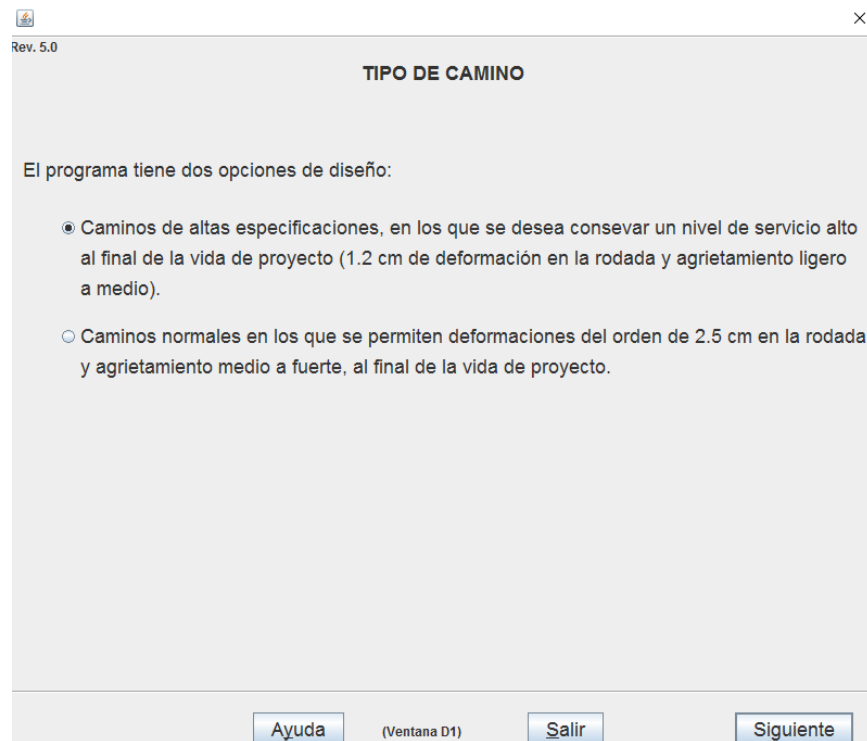 Rev. 5.0
TIPO DE CAMINO
El programa tiene dos opciones de diseño:
Caminos de altas especificaciones, en los que se desea consevar un nivel de servicio alto
al final de la vida de proyecto (1.2 cm de deformación en la rodada y agrietamiento ligero
a medio).
Caminos normales en los que se permiten deformaciones del orden de 2.5 cm en la rodada
y agrietamiento medio a fuerte, al final de la vida de proyecto.
Ayuda (Ventana D1) Salir Siguiente